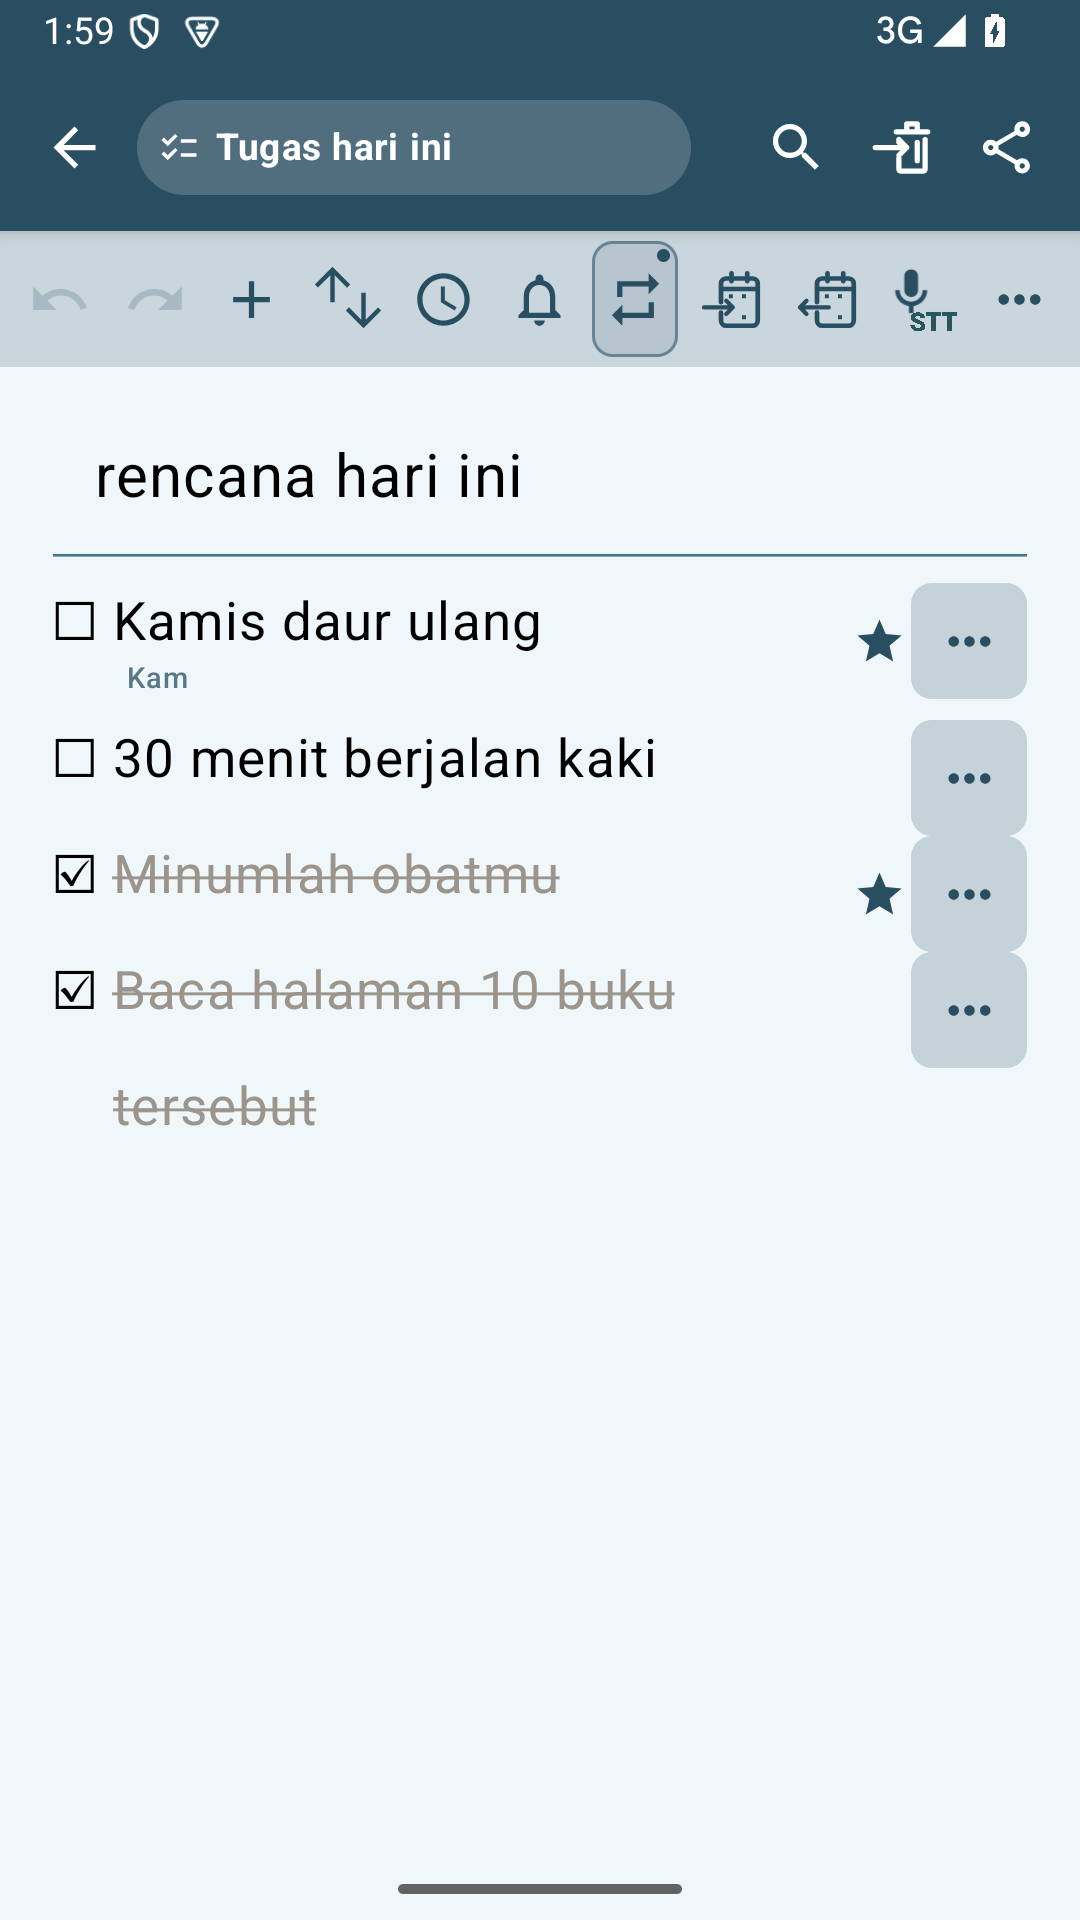 1:59
3G
Tugas hari ini
STT
rencana hari ini
Kamis daur ulang
Kam
30 menit berjalan kaki
Minumlah obatmu
Baca halaman 10 buku
tersebut